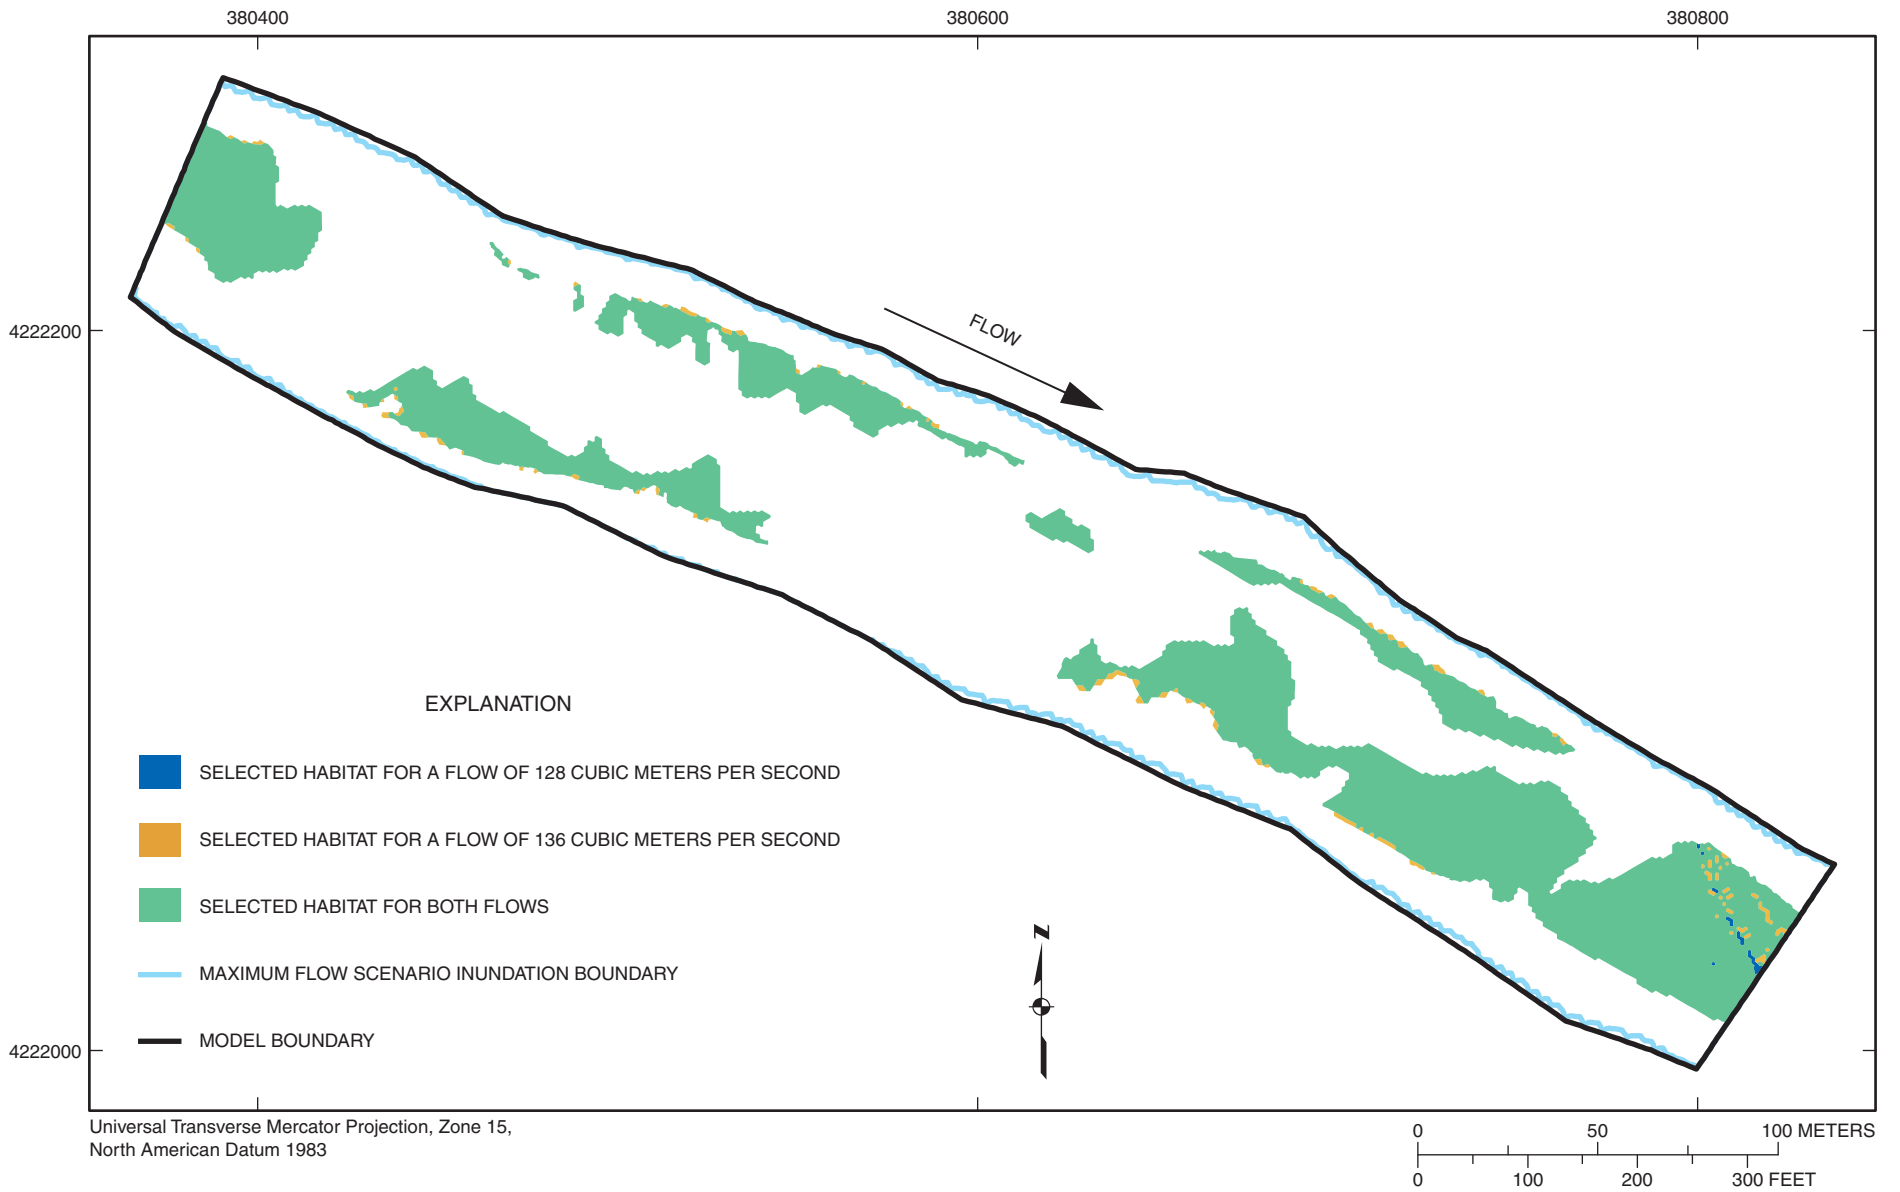 380400
380600
380800
4222200
FLOW
EXPLANATION
SELECTED HABITAT FOR A FLOW OF 128 CUBIC METERS PER SECOND
SELECTED HABITAT FOR A FLOW OF 136 CUBIC METERS PER SECOND
SELECTED HABITAT FOR BOTH FLOWS
MAXIMUM FLOW SCENARIO INUNDATION BOUNDARY
MODEL BOUNDARY
N
4222000
Universal Transverse Mercator Projection, Zone 15,
North American Datum 1983
0 50 100 METERS
0 100 200 300 FEET